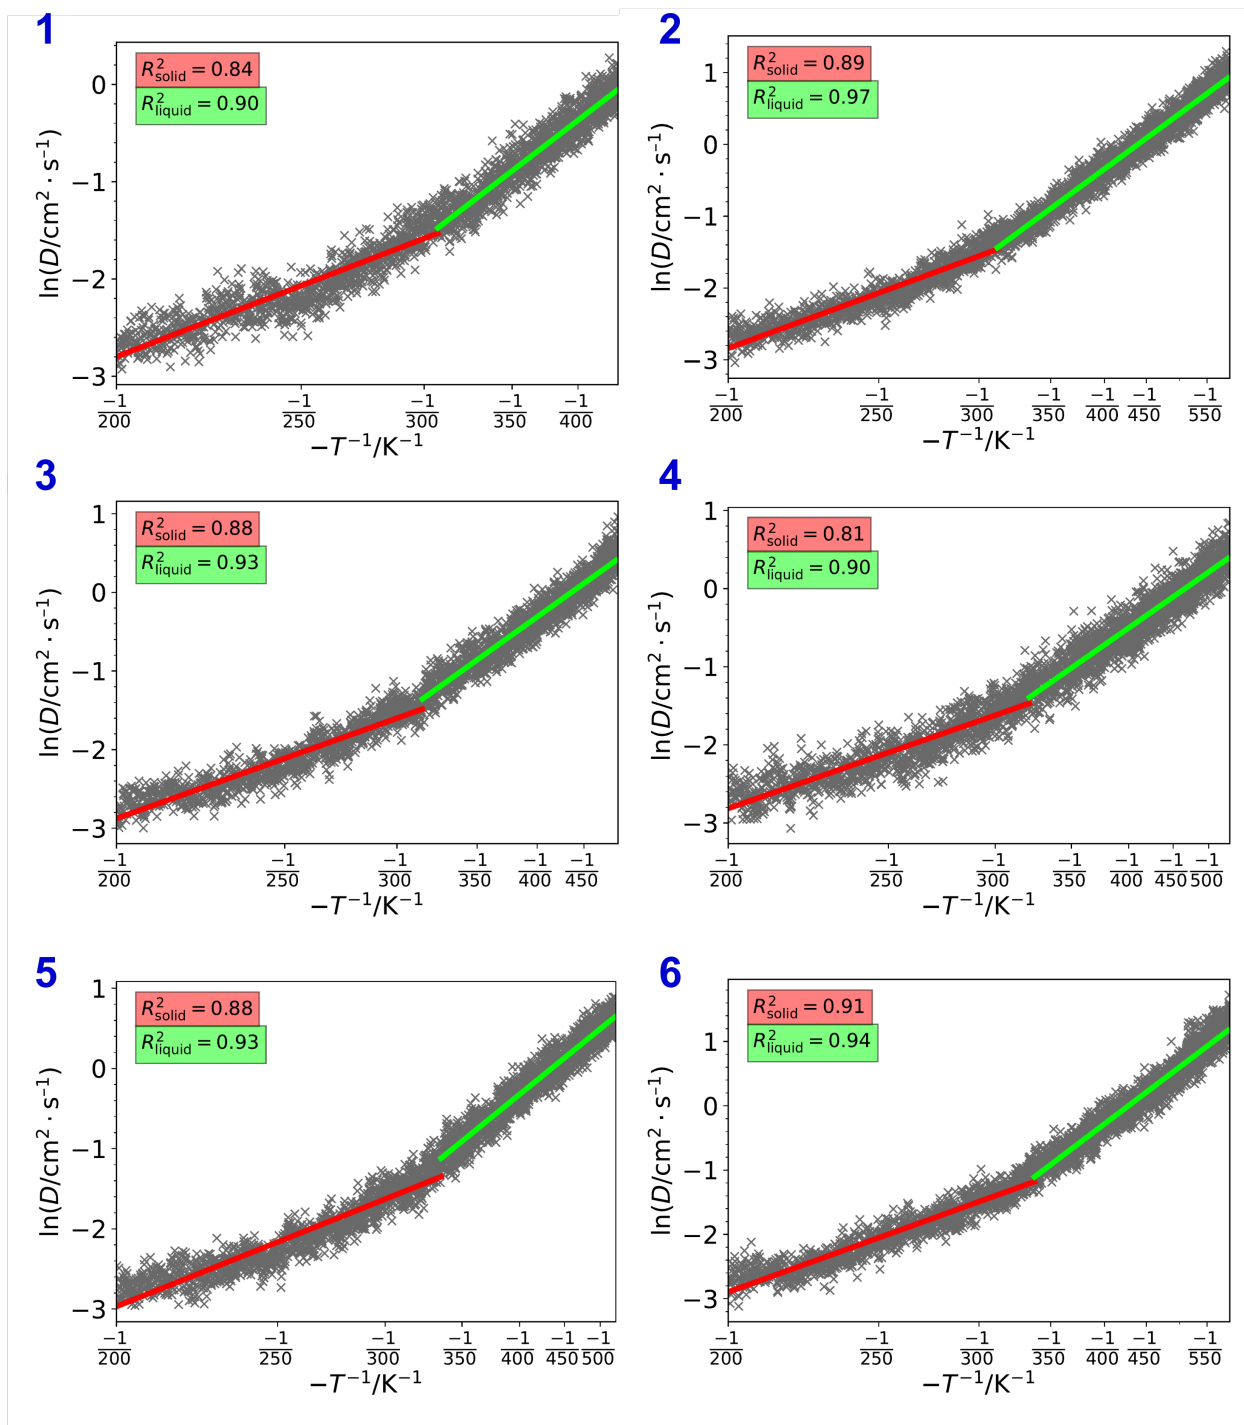 1
R²solid = 0.84
R²liquid = 0.90
ln(D/cm² · s⁻¹)
0
−1
−2
−3
−1/200 −1/250 −1/300 −1/350 −1/400
−T⁻¹/K⁻¹
2
R²solid = 0.89
R²liquid = 0.97
ln(D/cm² · s⁻¹)
1
0
−1
−2
−3
−1/200 −1/250 −1/300 −1/350 −1/400 −1/450 −1/550
−T⁻¹/K⁻¹
3
R²solid = 0.88
R²liquid = 0.93
ln(D/cm² · s⁻¹)
1
0
−1
−2
−3
−1/200 −1/250 −1/300 −1/350 −1/400 −1/450
−T⁻¹/K⁻¹
4
R²solid = 0.81
R²liquid = 0.90
ln(D/cm² · s⁻¹)
1
0
−1
−2
−3
−1/200 −1/250 −1/300 −1/350 −1/400 −1/450 −1/500
−T⁻¹/K⁻¹
5
R²solid = 0.88
R²liquid = 0.93
ln(D/cm² · s⁻¹)
1
0
−1
−2
−3
−1/200 −1/250 −1/300 −1/350 −1/400 −1/450 −1/500
−T⁻¹/K⁻¹
6
R²solid = 0.91
R²liquid = 0.94
ln(D/cm² · s⁻¹)
1
0
−1
−2
−3
−1/200 −1/250 −1/300 −1/350 −1/400 −1/450 −1/550
−T⁻¹/K⁻¹